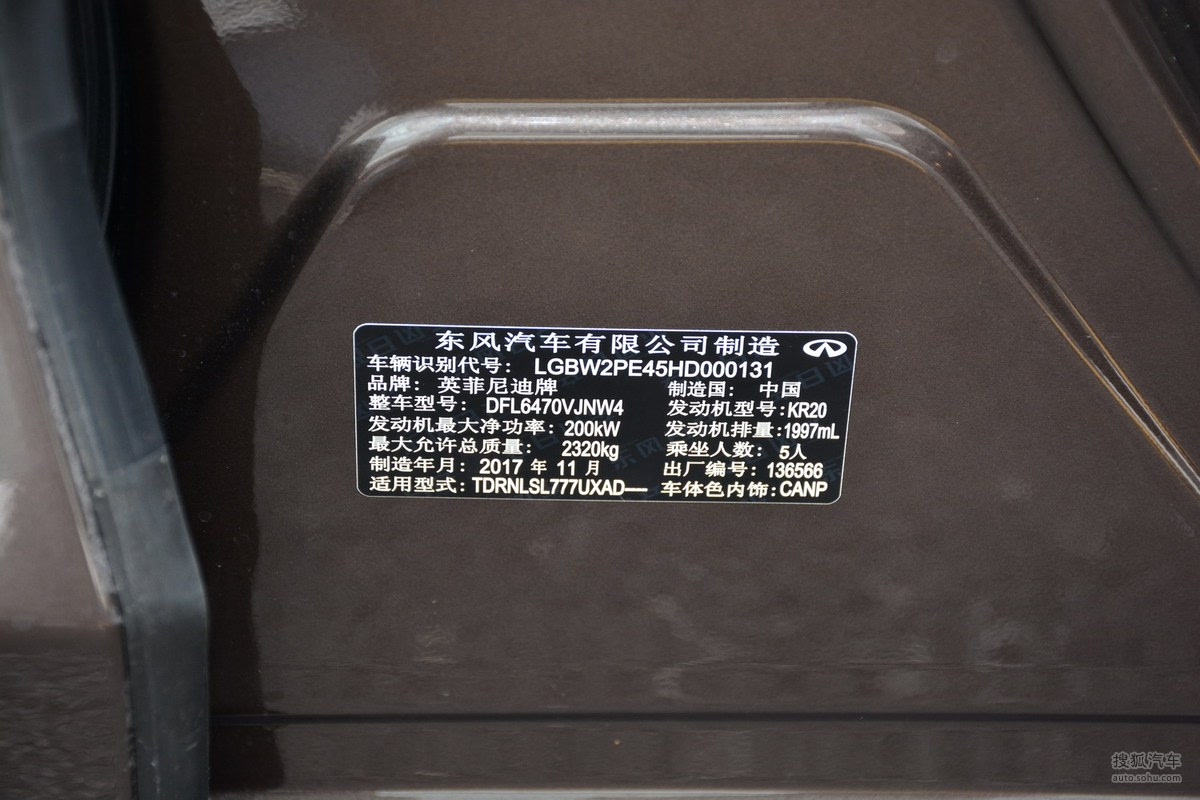 东风汽车有限公司制造
车辆识别代号： LGBW2PE45HD000131
品牌： 英菲尼迪牌 制造国： 中国
整车型号： DFL6470VJNW4 发动机型号:KR20
发动机最大净功率: 200kW 发动机排量:1997mL
最大允许总质量： 2320kg 乘坐人数： 5人
制造年月: 2017 年 11 月 出厂编号: 136566
适用型式: TDRNLSL777UXAD—— 车体色内饰:CANP
搜狐汽车
auto.sohu.com